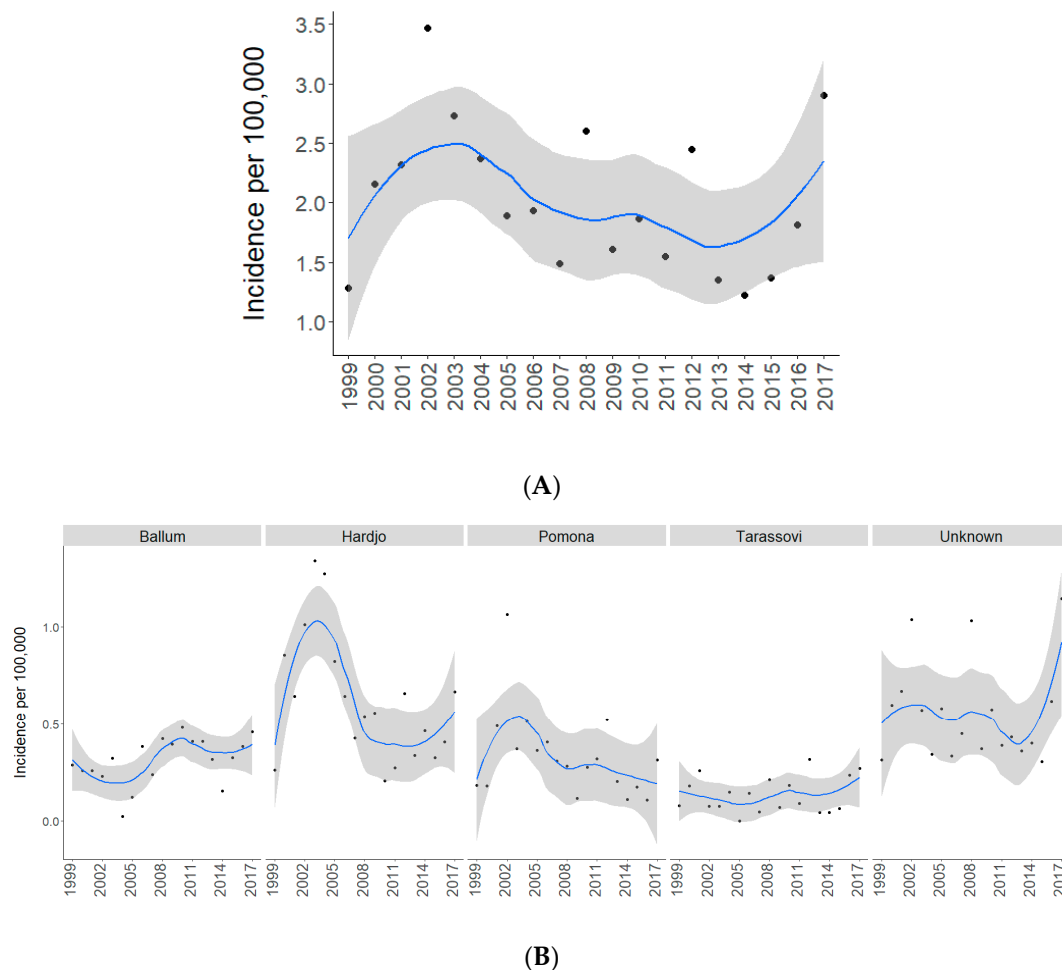 3.5
3.0
2.5
2.0
1.5
1.0
Incidence per 100,000
1999 2000 2001 2002 2003 2004 2005 2006 2007 2008 2009 2010 2011 2012 2013 2014 2015 2016 2017
(A)
Ballum Hardjo Pomona Tarassovi Unknown
1.0
0.5
0.0
Incidence per 100,000
1999 2002 2005 2008 2011 2014 2017 1999 2002 2005 2008 2011 2014 2017 1999 2002 2005 2008 2011 2014 2017 1999 2002 2005 2008 2011 2014 2017 1999 2002 2005 2008 2011 2014 2017
(B)